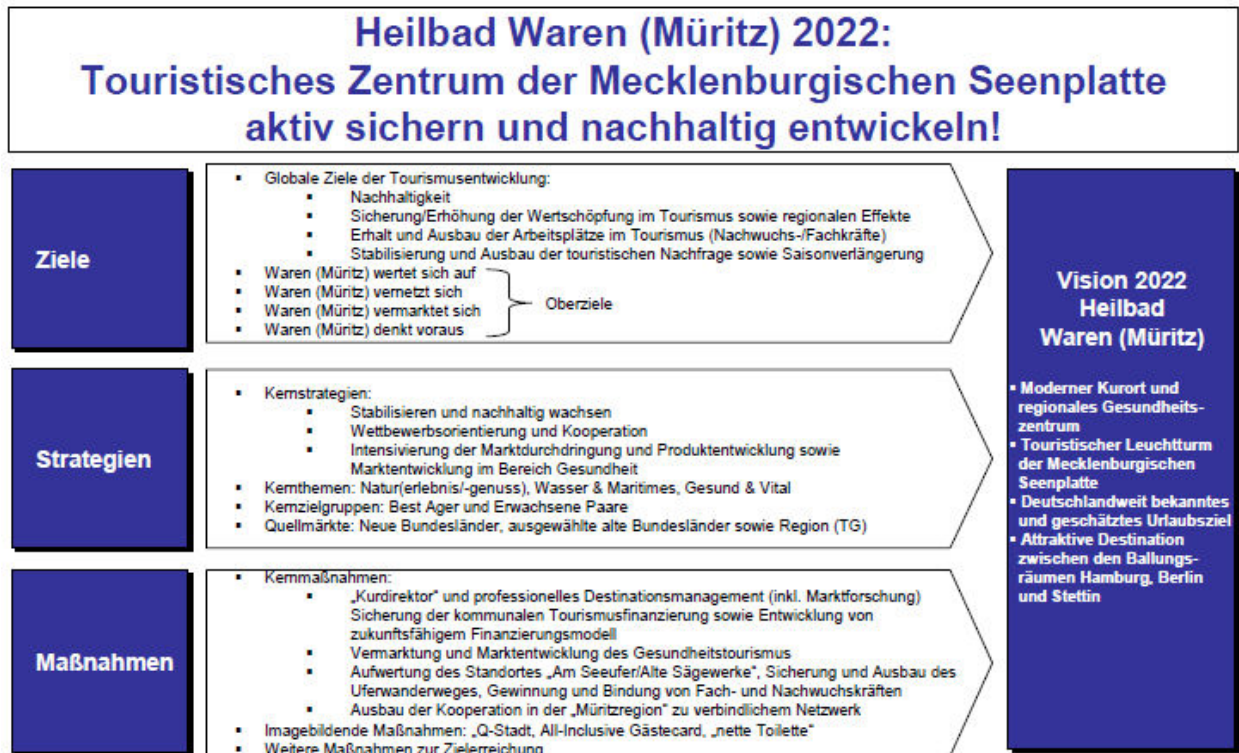 Heilbad Waren (Müritz) 2022:
Touristisches Zentrum der Mecklenburgischen Seenplatte
aktiv sichern und nachhaltig entwickeln!
Ziele
▪ Globale Ziele der Tourismusentwicklung:
▪ Nachhaltigkeit
▪ Sicherung/Erhöhung der Wertschöpfung im Tourismus sowie regionalen Effekte
▪ Erhalt und Ausbau der Arbeitsplätze im Tourismus (Nachwuchs-/Fachkräfte)
▪ Stabilisierung und Ausbau der touristischen Nachfrage sowie Saisonverlängerung
▪ Waren (Müritz) wertet sich auf
▪ Waren (Müritz) vernetzt sich
▪ Waren (Müritz) vermarktet sich
▪ Waren (Müritz) denkt voraus
Oberziele
Strategien
▪ Kernstrategien:
▪ Stabilisieren und nachhaltig wachsen
▪ Wettbewerbsorientierung und Kooperation
▪ Intensivierung der Marktdurchdringung und Produktentwicklung sowie
Marktentwicklung im Bereich Gesundheit
▪ Kernthemen: Natur(erlebnis/-genuss), Wasser & Maritimes, Gesund & Vital
▪ Kernzielgruppen: Best Ager und Erwachsene Paare
▪ Quellmärkte: Neue Bundesländer, ausgewählte alte Bundesländer sowie Region (TG)
Maßnahmen
▪ Kernmaßnahmen:
▪ „Kurdirektor“ und professionelles Destinationsmanagement (inkl. Marktforschung)
Sicherung der kommunalen Tourismusfinanzierung sowie Entwicklung von
zukunftsfähigem Finanzierungsmodell
▪ Vermarktung und Marktentwicklung des Gesundheitstourismus
▪ Aufwertung des Standortes „Am Seeufer/Alte Sägewerke“, Sicherung und Ausbau des
Uferwanderweges, Gewinnung und Bindung von Fach- und Nachwuchskräften
▪ Ausbau der Kooperation in der „Müritzregion“ zu verbindlichem Netzwerk
▪ Imagebildende Maßnahmen: „Q-Stadt, All-Inclusive Gästecard, „nette Toilette“
▪ Weitere Maßnahmen zur Zielerreichung
Vision 2022
Heilbad
Waren (Müritz)
▪ Moderner Kurort und
regionales Gesundheits-
zentrum
▪ Touristischer Leuchtturm
der Mecklenburgischen
Seenplatte
▪ Deutschlandweit bekanntes
und geschätztes Urlaubsziel
▪ Attraktive Destination
zwischen den Ballungs-
räumen Hamburg, Berlin
und Stettin